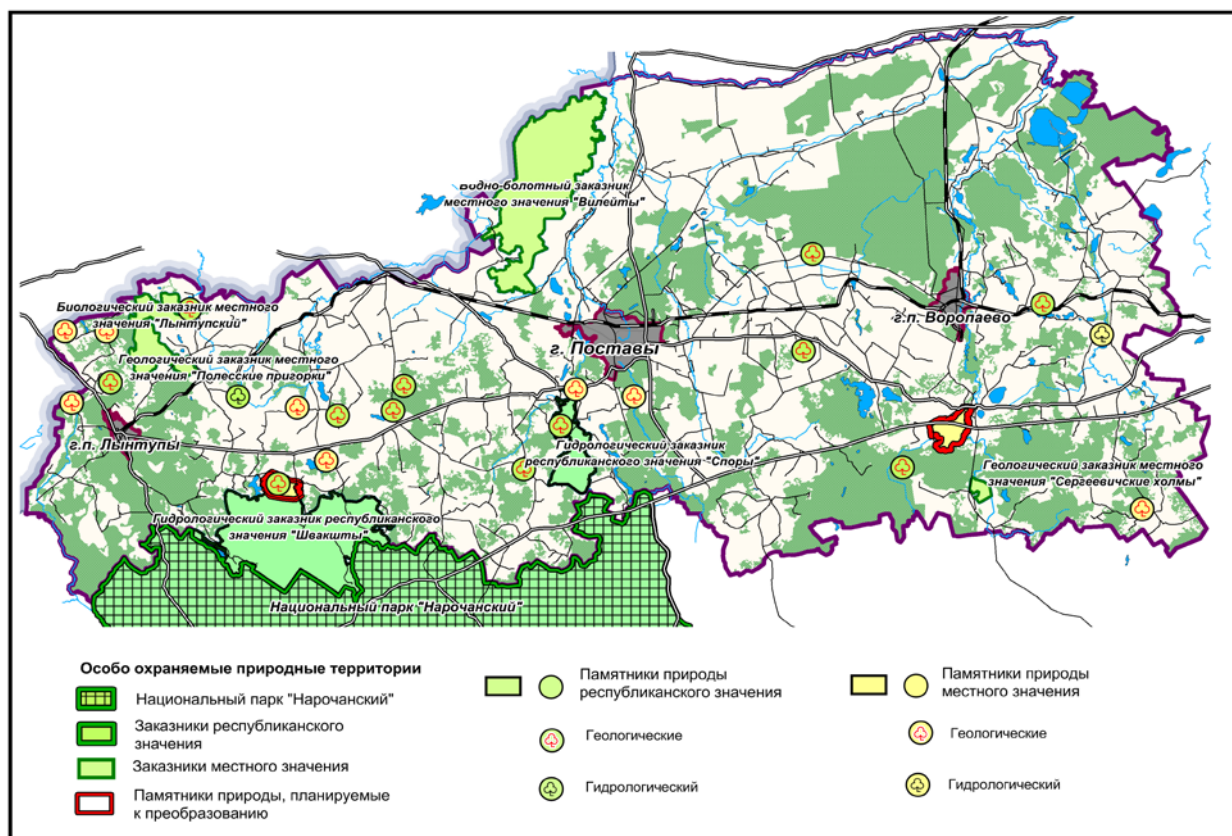 Водно-болотный заказник
местного значения "Вилейты"
Биологический заказник местного
значения "Лынтупский"
Геологический заказник местного
значения "Полесские пригорки"
г. Поставы
г.п. Воропаево
г.п. Лынтупы
Гидрологический заказник
республиканского значения "Споры"
Геологический заказник местного
значения "Сергеевичские холмы"
Гидрологический заказник республиканского
значения "Швакшты"
Национальный парк "Нарочанский"
Особо охраняемые природные территории
Национальный парк "Нарочанский"
Заказники республиканского
значения
Заказники местного значения
Памятники природы, планируемые
к преобразованию
Памятники природы
республиканского значения
Геологические
Гидрологический
Памятники природы
местного значения
Геологические
Гидрологический